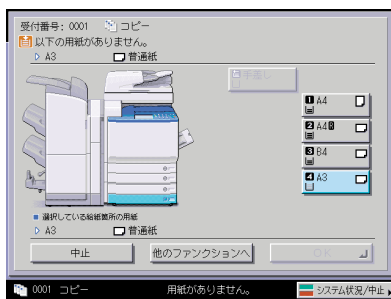 受付番号: 0001 コピー
以下の用紙がありません。
▷ A3 普通紙
手差し
1 A4
2 A4R
3 B4
4 A3
■ 選択している給紙箇所の用紙
▷ A3 普通紙
中止
他のファンクションへ
OK
0001 コピー 用紙がありません。 システム状況/中止